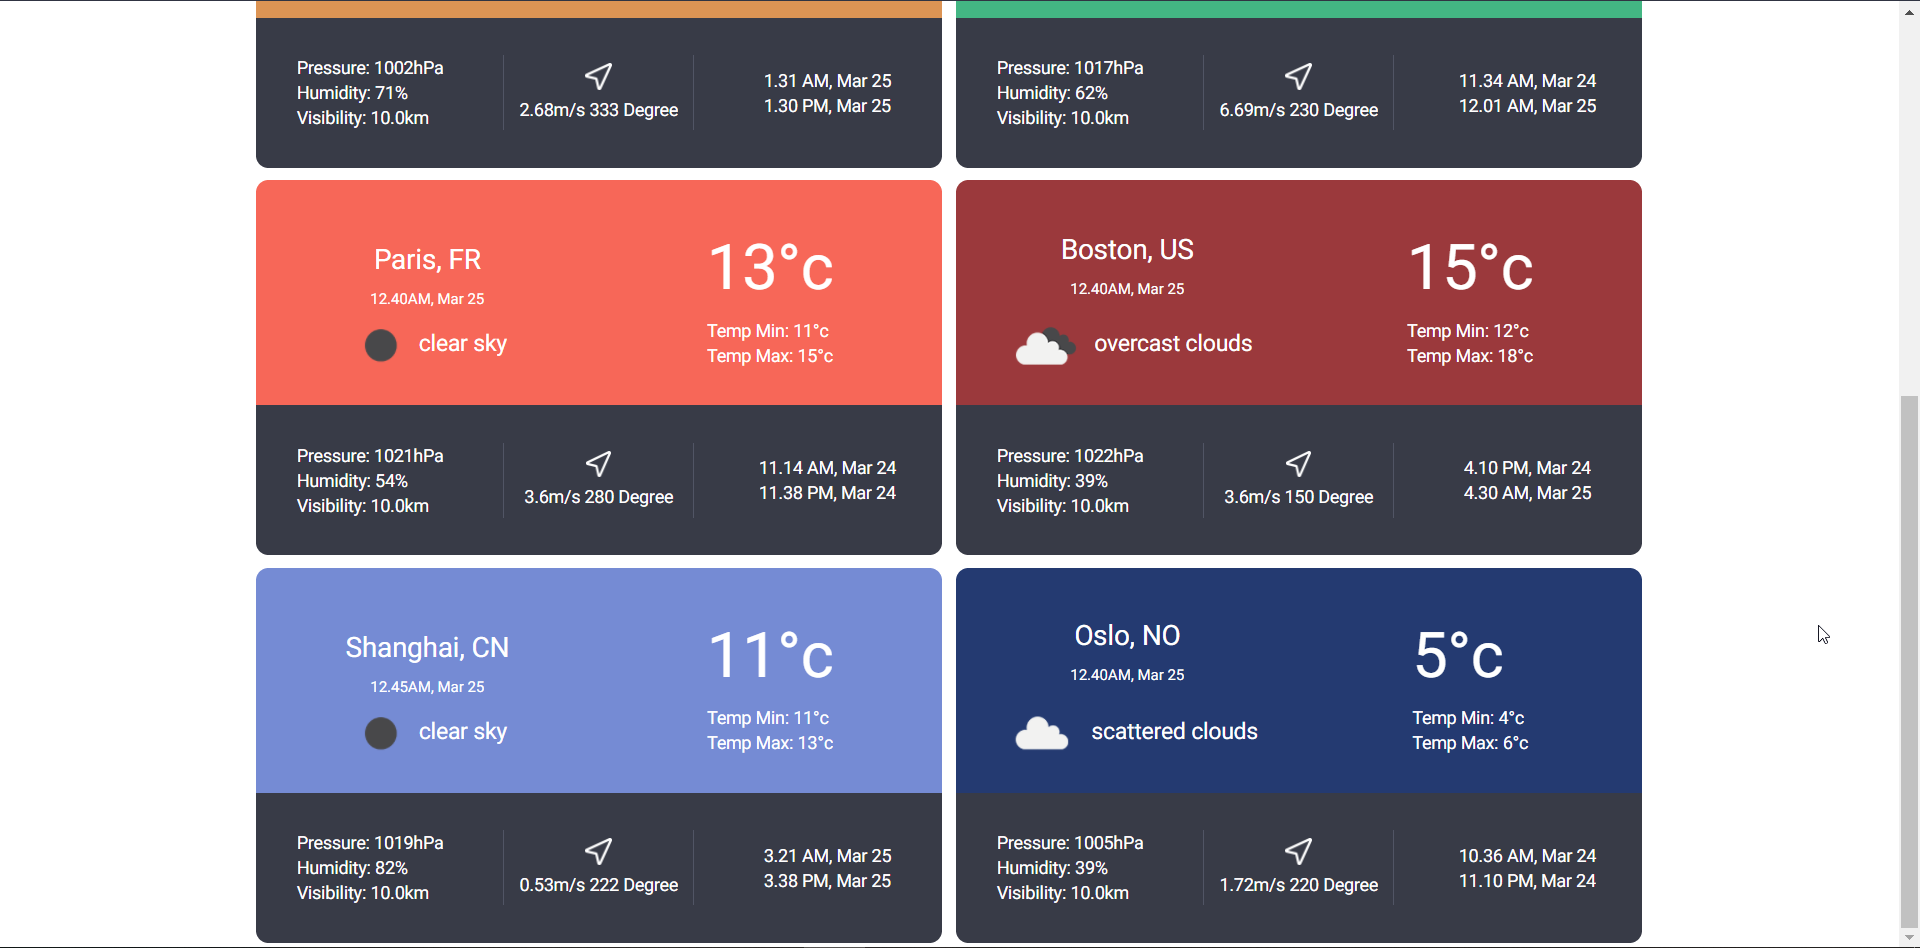 Pressure: 1002hPa
Humidity: 71%
Visibility: 10.0km
2.68m/s 333 Degree
1.31 AM, Mar 25
1.30 PM, Mar 25
Pressure: 1017hPa
Humidity: 62%
Visibility: 10.0km
6.69m/s 230 Degree
11.34 AM, Mar 24
12.01 AM, Mar 25
Paris, FR
12.40AM, Mar 25
clear sky
13°c
Temp Min: 11°c
Temp Max: 15°c
Pressure: 1021hPa
Humidity: 54%
Visibility: 10.0km
3.6m/s 280 Degree
11.14 AM, Mar 24
11.38 PM, Mar 24
Boston, US
12.40AM, Mar 25
overcast clouds
15°c
Temp Min: 12°c
Temp Max: 18°c
Pressure: 1022hPa
Humidity: 39%
Visibility: 10.0km
3.6m/s 150 Degree
4.10 PM, Mar 24
4.30 AM, Mar 25
Shanghai, CN
12.45AM, Mar 25
clear sky
11°c
Temp Min: 11°c
Temp Max: 13°c
Pressure: 1019hPa
Humidity: 82%
Visibility: 10.0km
0.53m/s 222 Degree
3.21 AM, Mar 25
3.38 PM, Mar 25
Oslo, NO
12.40AM, Mar 25
scattered clouds
5°c
Temp Min: 4°c
Temp Max: 6°c
Pressure: 1005hPa
Humidity: 39%
Visibility: 10.0km
1.72m/s 220 Degree
10.36 AM, Mar 24
11.10 PM, Mar 24